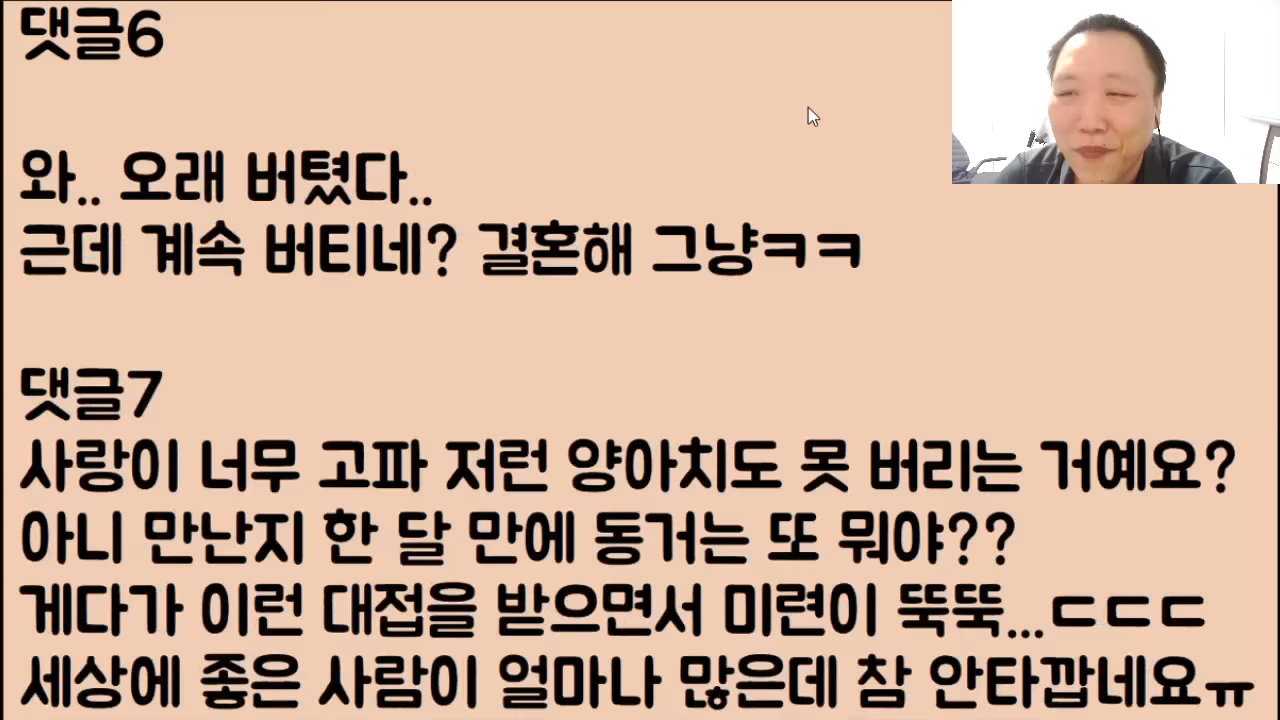 댓글6
와.. 오래 버텼다..
근데 계속 버티네? 결혼해 그냥ㅋㅋ
댓글7
사랑이 너무 고파 저런 양아치도 못 버리는 거예요?
아니 만난지 한 달 만에 동거는 또 뭐야??
게다가 이런 대접을 받으면서 미련이 뚝뚝...ㄷㄷㄷ
세상에 좋은 사람이 얼마나 많은데 참 안타깝네요ㅠ